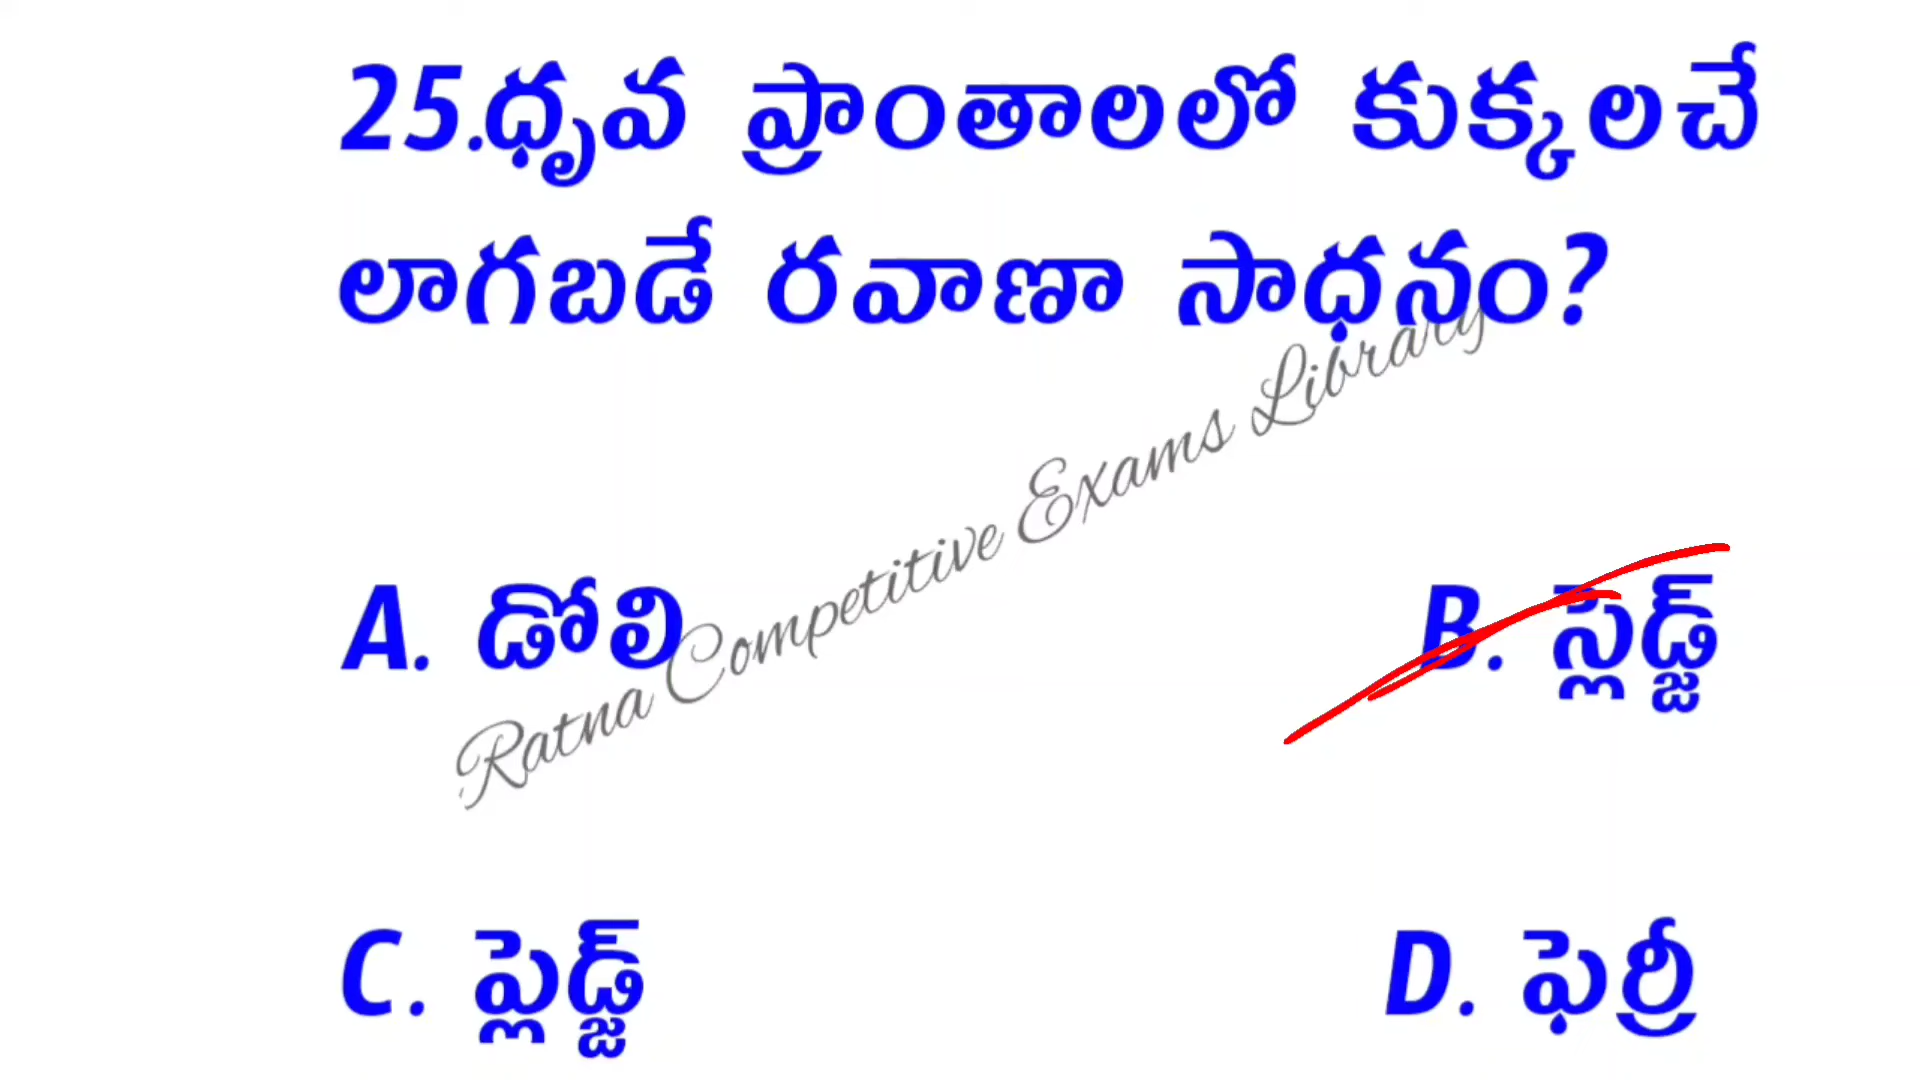 25.ధృవ ప్రాంతాలలో కుక్కలచే
లాగబడే రవాణా సాధనం?
Ratna Competitive Exams Library
A. డోలి
B. స్లెడ్జ్
C. ప్లెడ్జ్
D. ఫెర్రీ